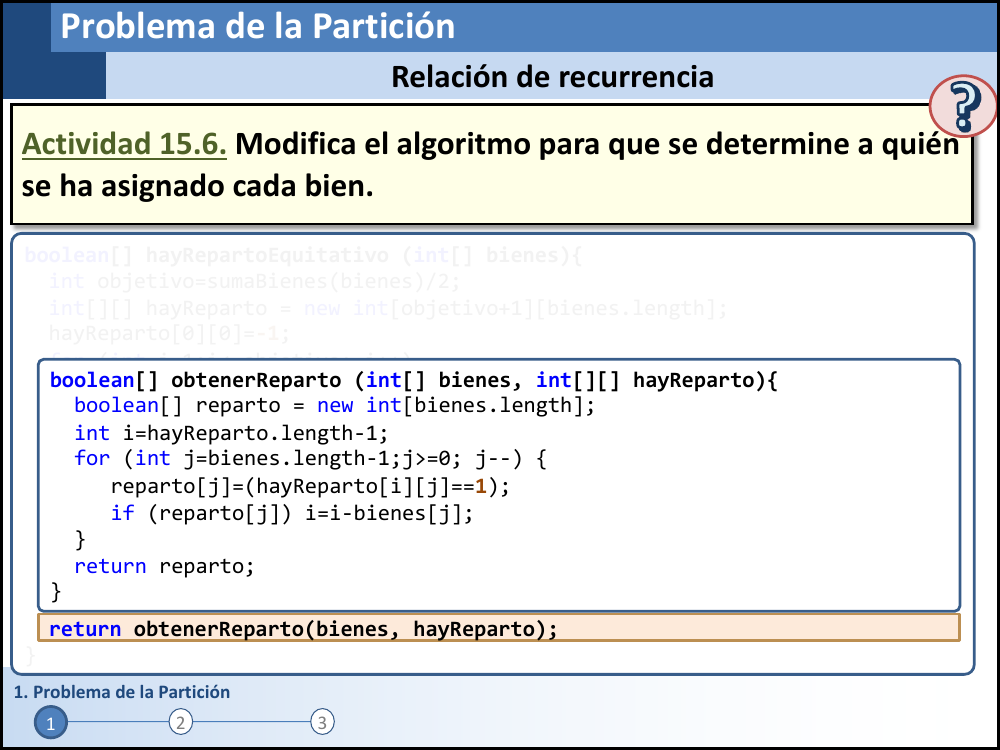 Problema de la Partición
Relación de recurrencia
?
Actividad 15.6. Modifica el algoritmo para que se determine a quién
se ha asignado cada bien.
boolean[] hayRepartoEquitativo (int[] bienes){
int objetivo=sumaBienes(bienes)/2;
int[][] hayReparto = new int[objetivo+1][bienes.length];
hayReparto[0][0]=-1;
boolean[] obtenerReparto (int[] bienes, int[][] hayReparto){
boolean[] reparto = new int[bienes.length];
int i=hayReparto.length-1;
for (int j=bienes.length-1;j>=0; j--) {
reparto[j]=(hayReparto[i][j]==1);
if (reparto[j]) i=i-bienes[j];
}
return reparto;
}
return obtenerReparto(bienes, hayReparto);
}
1. Problema de la Partición
1 2 3